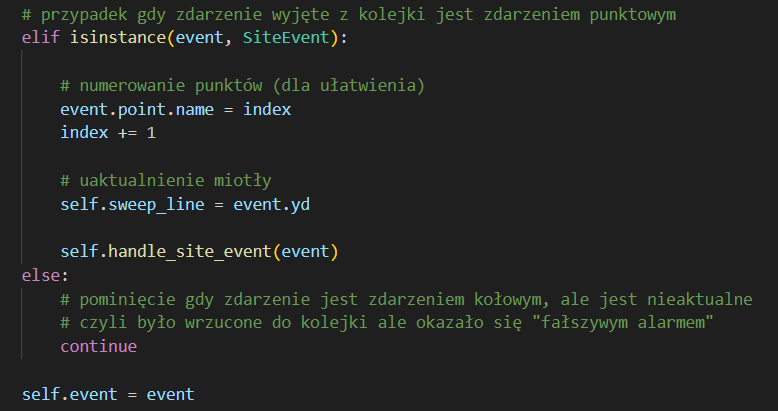 # przypadek gdy zdarzenie wyjęte z kolejki jest zdarzeniem punktowym
elif isinstance(event, SiteEvent):
# numerowanie punktów (dla ułatwienia)
event.point.name = index
index += 1
# uaktualnienie miotły
self.sweep_line = event.yd
self.handle_site_event(event)
else:
# pominięcie gdy zdarzenie jest zdarzeniem kołowym, ale jest nieaktualne
# czyli było wrzucone do kolejki ale okazało się "fałszywym alarmem"
continue
self.event = event